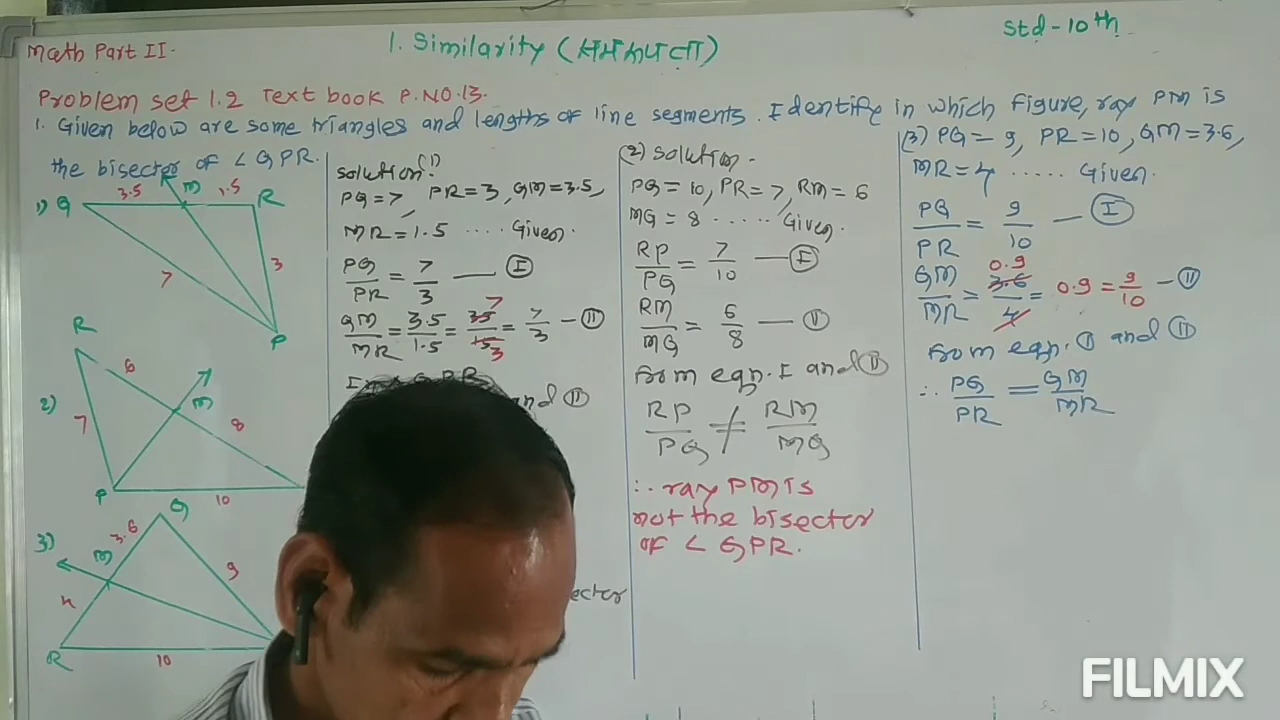 Math Part II.
1. Similarity (समरूपता)
Std - 10th
Problem set 1.2 Text book P.NO.13.
1. Given below are some triangles and lengths of line segments. Identify in which figure, ray PM is
the bisector of ∠QPR.
1)
Q
3.5
M
1.5
R
7
3
P
2)
R
6
M
7
8
P
10
3)
Q
3.6
M
9
4
R
10
Solution (1)
PQ = 7, PR = 3, QM = 3.5,
MR = 1.5 .... Given.
PQ/PR = 7/3 — I
QM/MR = 3.5/1.5 = 35/15 = 7/3 — II
7
3
and II
ector
(2) Solution.
PQ = 10, PR = 7, RM = 6
MQ = 8 ..... Given.
RP/PQ = 7/10 — I
RM/MQ = 6/8 — II
From eqn. I and II
RP/PQ ≠ RM/MQ
∴ ray PM is
not the bisector
of ∠QPR.
(3) PQ = 9, PR = 10, QM = 3.6,
MR = 4 ..... Given.
PQ/PR = 9/10 — I
0.9
QM/MR = 3.6/4 = 0.9 = 9/10 — II
From eqn. I and II
∴ PQ/PR = QM/MR
FILMIX